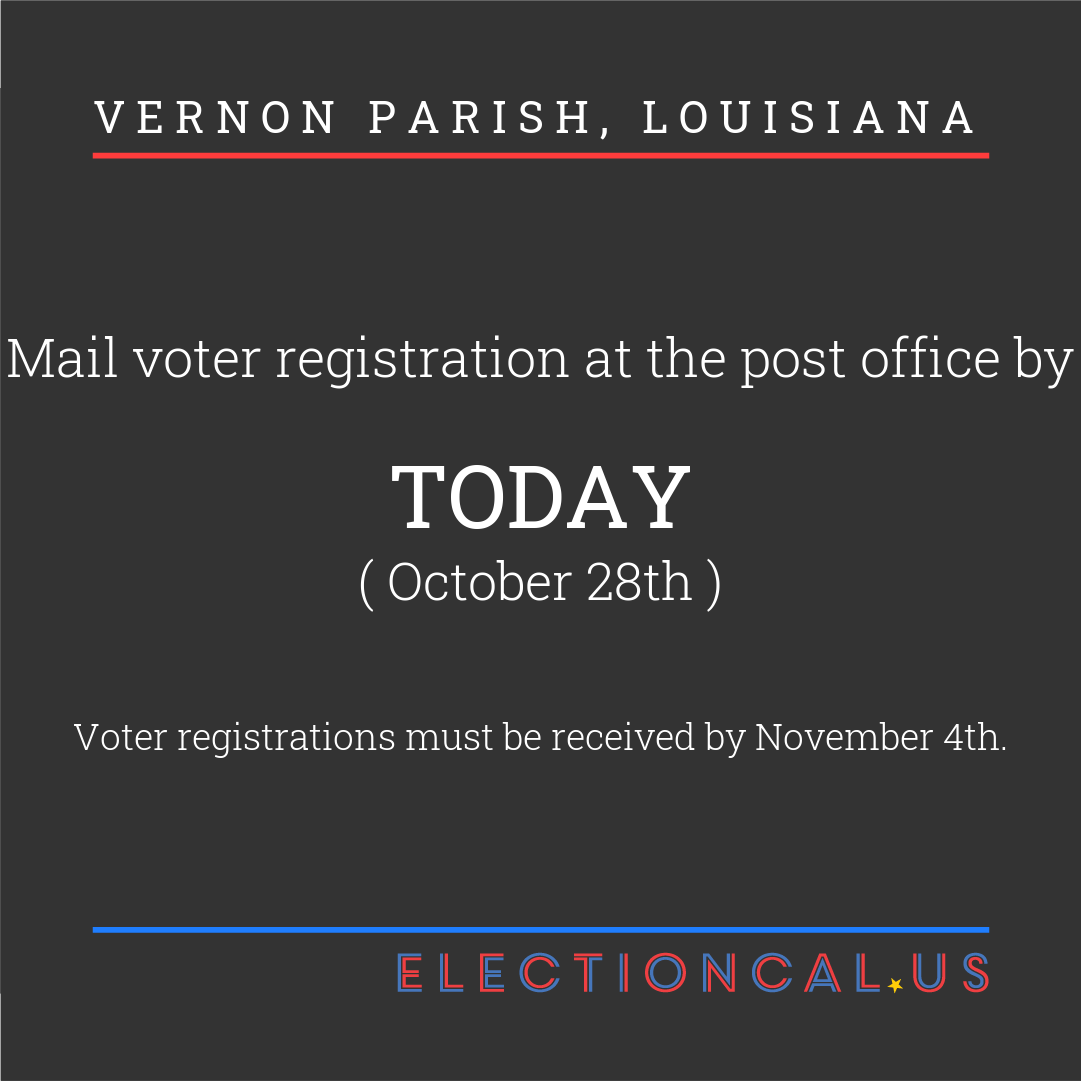 VERNON PARISH, LOUISIANA
Mail voter registration at the post office by
TODAY
( October 28th )
Voter registrations must be received by November 4th.
ELECTIONCAL.US